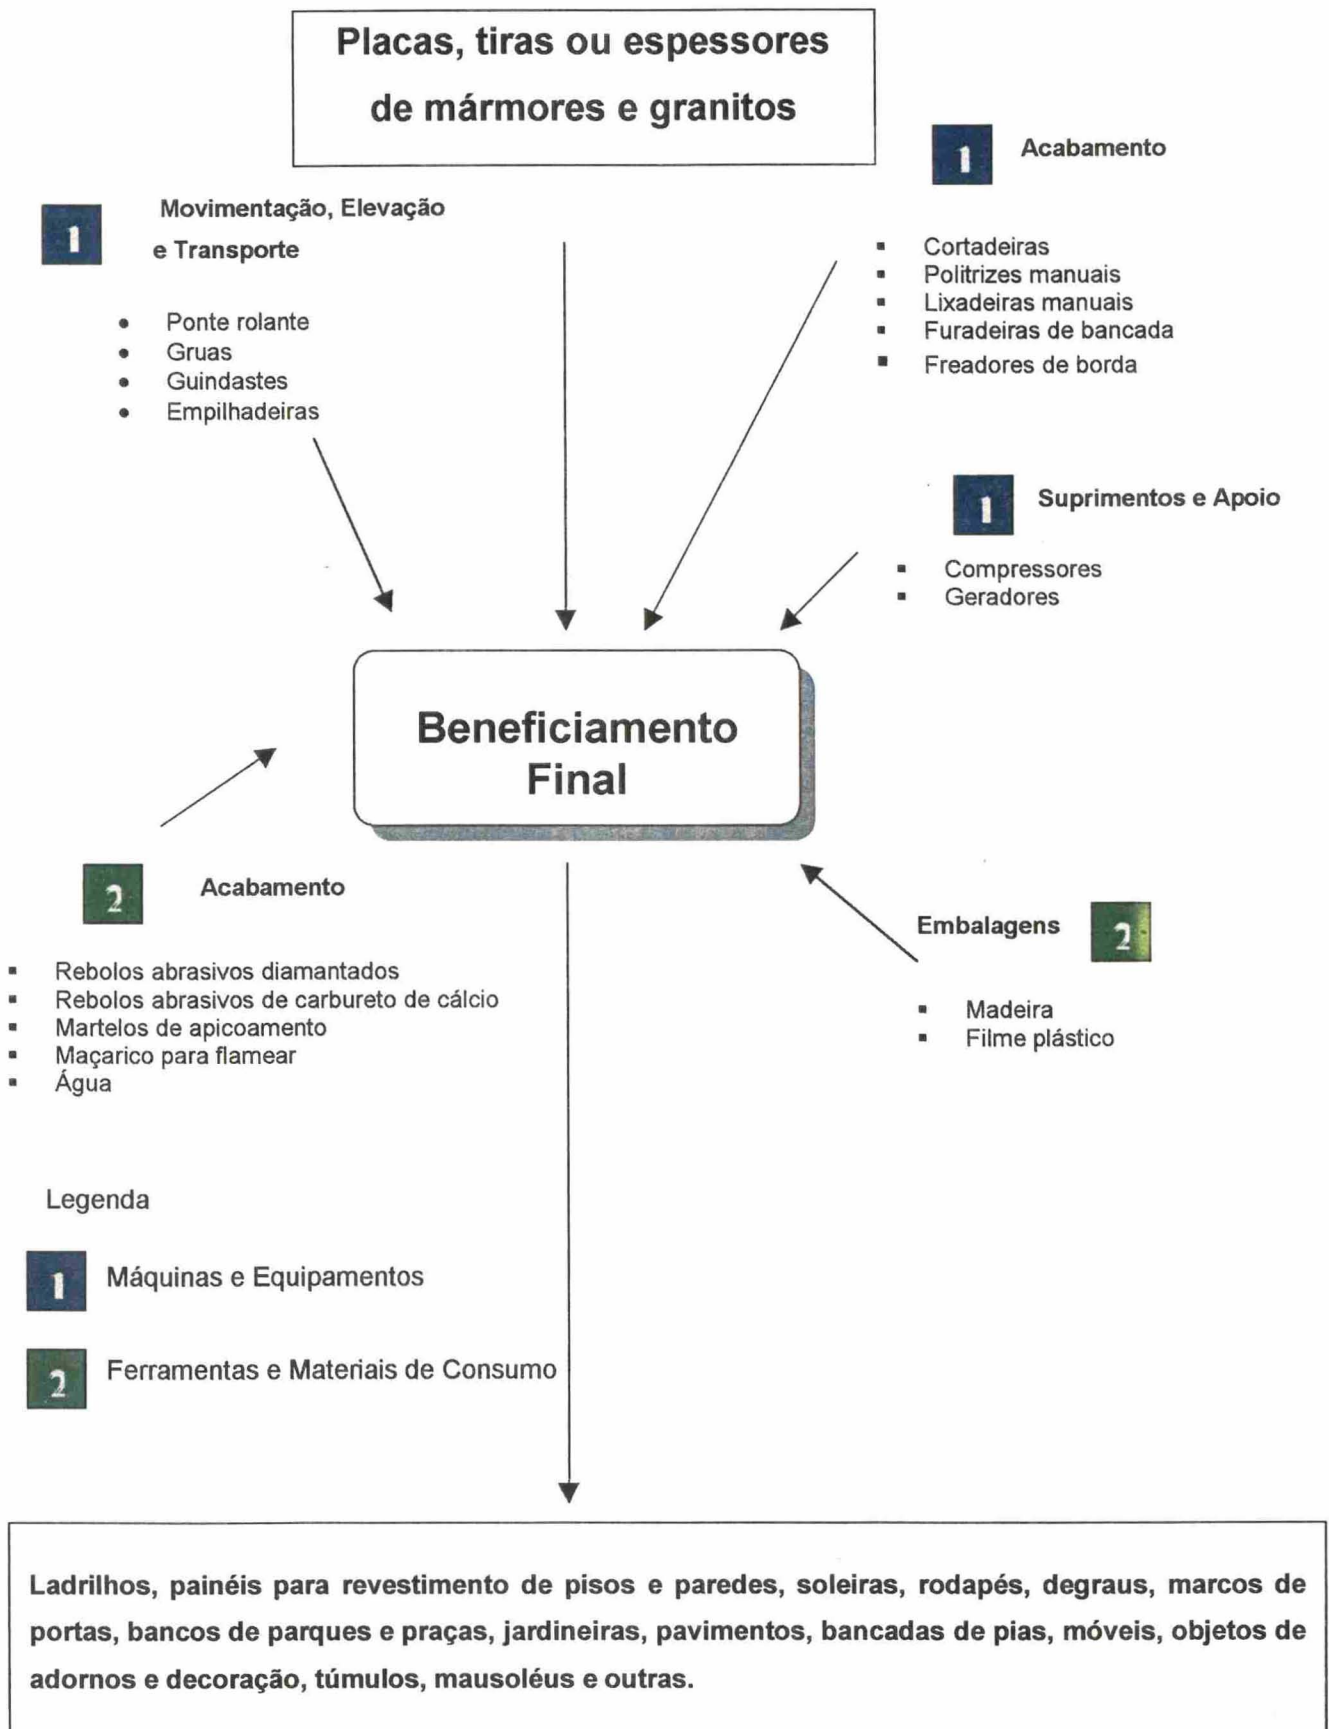 Placas, tiras ou espessores
de mármores e granitos
1
Acabamento
Cortadeiras
Politrizes manuais
Lixadeiras manuais
Furadeiras de bancada
Freadores de borda
1
Movimentação, Elevação
e Transporte
Ponte rolante
Gruas
Guindastes
Empilhadeiras
1
Suprimentos e Apoio
Compressores
Geradores
Beneficiamento
Final
2
Acabamento
Rebolos abrasivos diamantados
Rebolos abrasivos de carbureto de cálcio
Martelos de apicoamento
Maçarico para flamear
Água
Embalagens
2
Madeira
Filme plástico
Legenda
1
Máquinas e Equipamentos
2
Ferramentas e Materiais de Consumo
Ladrilhos, painéis para revestimento de pisos e paredes, soleiras, rodapés, degraus, marcos de
portas, bancos de parques e praças, jardineiras, pavimentos, bancadas de pias, móveis, objetos de
adornos e decoração, túmulos, mausoléus e outras.